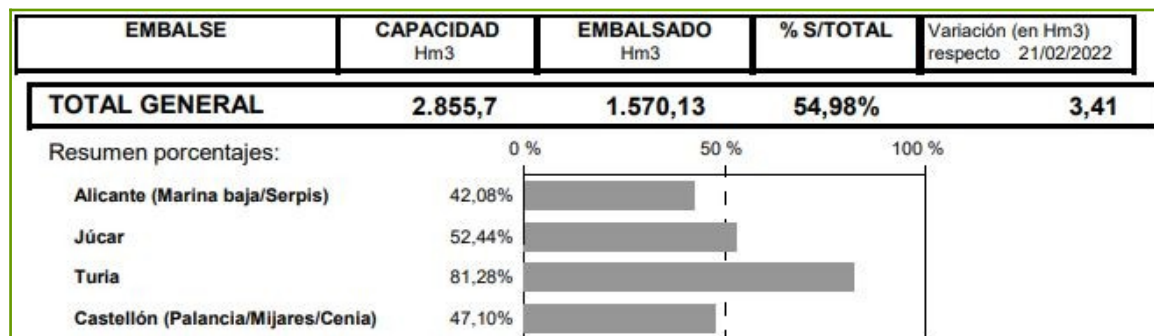 EMBALSE CAPACIDAD EMBALSADO % S/TOTAL Variación (en Hm3)
Hm3 Hm3 respecto 21/02/2022
TOTAL GENERAL 2.855,7 1.570,13 54,98% 3,41
Resumen porcentajes: 0 % 50 % 100 %
Alicante (Marina baja/Serpis) 42,08%
Júcar 52,44%
Turia 81,28%
Castellón (Palancia/Mijares/Cenia) 47,10%